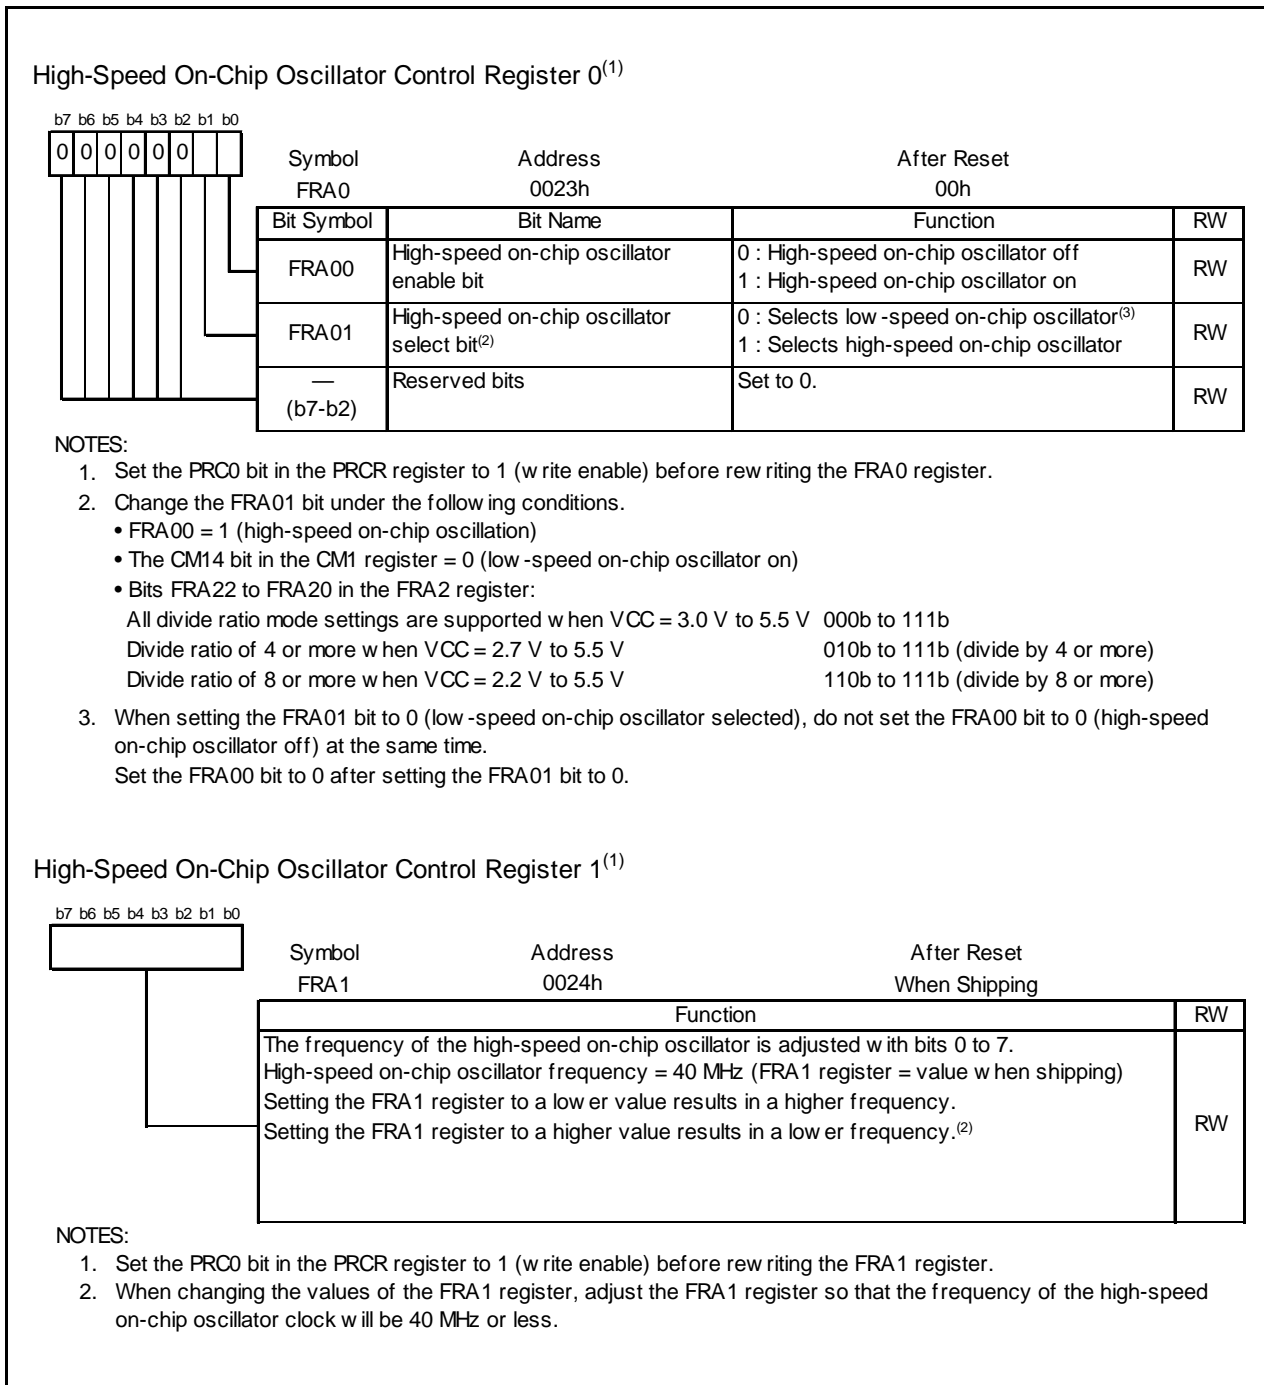 High-Speed On-Chip Oscillator Control Register 0(1)
b7 b6 b5 b4 b3 b2 b1 b0
0 0 0 0 0 0
Symbol Address After Reset
FRA0 0023h 00h
Bit Symbol Bit Name Function RW
FRA00 High-speed on-chip oscillator enable bit 0 : High-speed on-chip oscillator off RW
1 : High-speed on-chip oscillator on
FRA01 High-speed on-chip oscillator select bit(2) 0 : Selects low-speed on-chip oscillator(3) RW
1 : Selects high-speed on-chip oscillator
— (b7-b2) Reserved bits Set to 0. RW
NOTES:
1. Set the PRC0 bit in the PRCR register to 1 (write enable) before rewriting the FRA0 register.
2. Change the FRA01 bit under the following conditions.
• FRA00 = 1 (high-speed on-chip oscillation)
• The CM14 bit in the CM1 register = 0 (low-speed on-chip oscillator on)
• Bits FRA22 to FRA20 in the FRA2 register:
All divide ratio mode settings are supported when VCC = 3.0 V to 5.5 V 000b to 111b
Divide ratio of 4 or more when VCC = 2.7 V to 5.5 V 010b to 111b (divide by 4 or more)
Divide ratio of 8 or more when VCC = 2.2 V to 5.5 V 110b to 111b (divide by 8 or more)
3. When setting the FRA01 bit to 0 (low-speed on-chip oscillator selected), do not set the FRA00 bit to 0 (high-speed
on-chip oscillator off) at the same time.
Set the FRA00 bit to 0 after setting the FRA01 bit to 0.
High-Speed On-Chip Oscillator Control Register 1(1)
b7 b6 b5 b4 b3 b2 b1 b0
Symbol Address After Reset
FRA1 0024h When Shipping
Function RW
The frequency of the high-speed on-chip oscillator is adjusted with bits 0 to 7.
High-speed on-chip oscillator frequency = 40 MHz (FRA1 register = value when shipping)
Setting the FRA1 register to a lower value results in a higher frequency.
Setting the FRA1 register to a higher value results in a lower frequency.(2) RW
NOTES:
1. Set the PRC0 bit in the PRCR register to 1 (write enable) before rewriting the FRA1 register.
2. When changing the values of the FRA1 register, adjust the FRA1 register so that the frequency of the high-speed
on-chip oscillator clock will be 40 MHz or less.